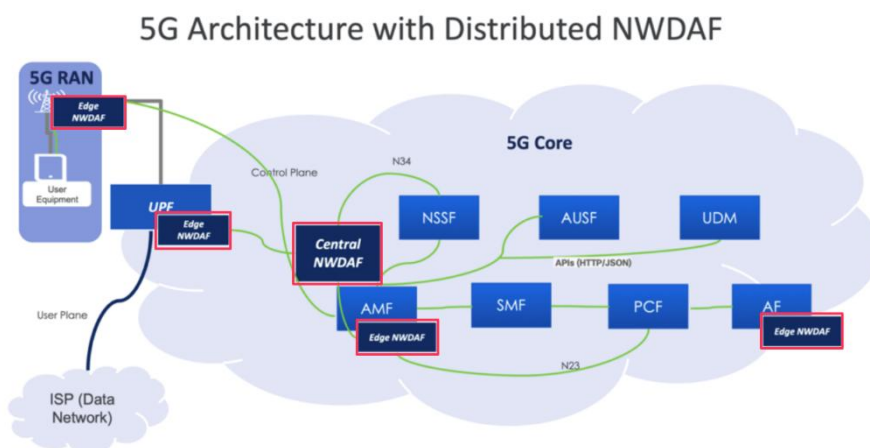 5G Architecture with Distributed NWDAF
5G RAN
Edge
NWDAF
User
Equipment
UPF
Edge
NWDAF
Control Plane
N34
5G Core
NSSF
AUSF
UDM
Central
NWDAF
APIs (HTTP/JSON)
AMF
Edge NWDAF
SMF
PCF
AF
Edge NWDAF
User Plane
N23
ISP (Data
Network)